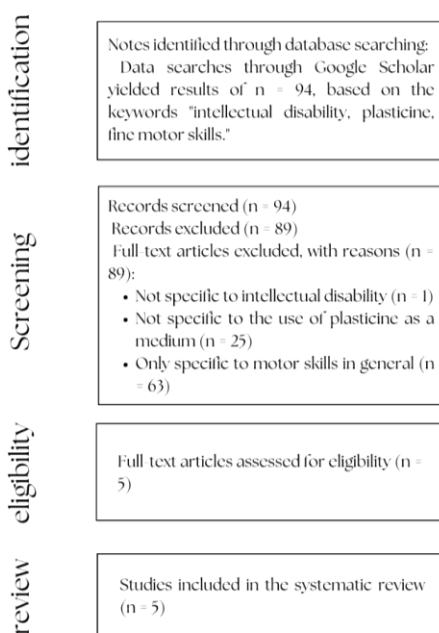 identification
Notes identified through database searching:
Data searches through Google Scholar
yielded results of n = 94, based on the
keywords "intellectual disability, plasticine,
fine motor skills."
Screening
Records screened (n = 94)
Records excluded (n = 89)
Full-text articles excluded, with reasons (n =
89):
• Not specific to intellectual disability (n = 1)
• Not specific to the use of plasticine as a
medium (n = 25)
• Only specific to motor skills in general (n
= 63)
eligibility
Full-text articles assessed for eligibility (n =
5)
review
Studies included in the systematic review
(n = 5)